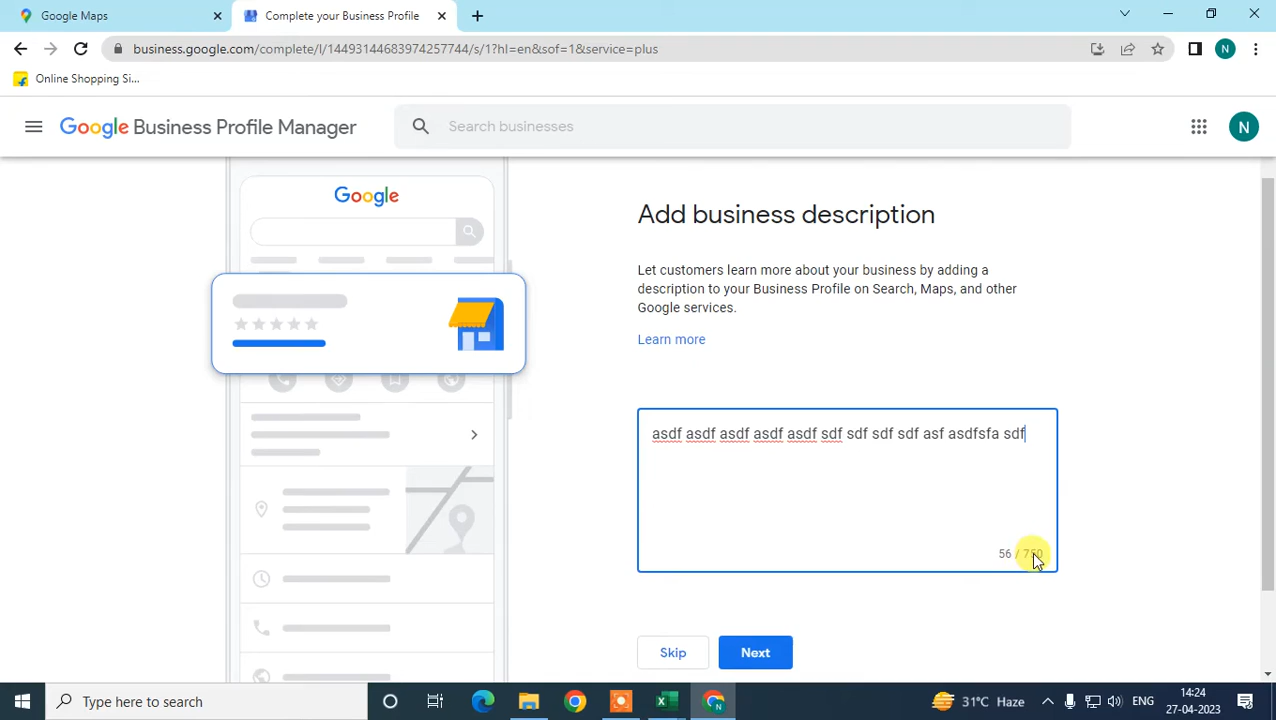 Google Maps
Complete your Business Profile
business.google.com/complete/l/14493144683974257744/s/1?hl=en&sof=1&service=plus
N
Online Shopping Si...
Google Business Profile Manager
Search businesses
N
Google
Add business description
Let customers learn more about your business by adding a
description to your Business Profile on Search, Maps, and other
Google services.
Learn more
asdf asdf asdf asdf asdf sdf sdf sdf sdf asf asdfsfa sdf
56 / 750
Skip
Next
Type here to search
N
31°C Haze
ENG
14:24
27-04-2023